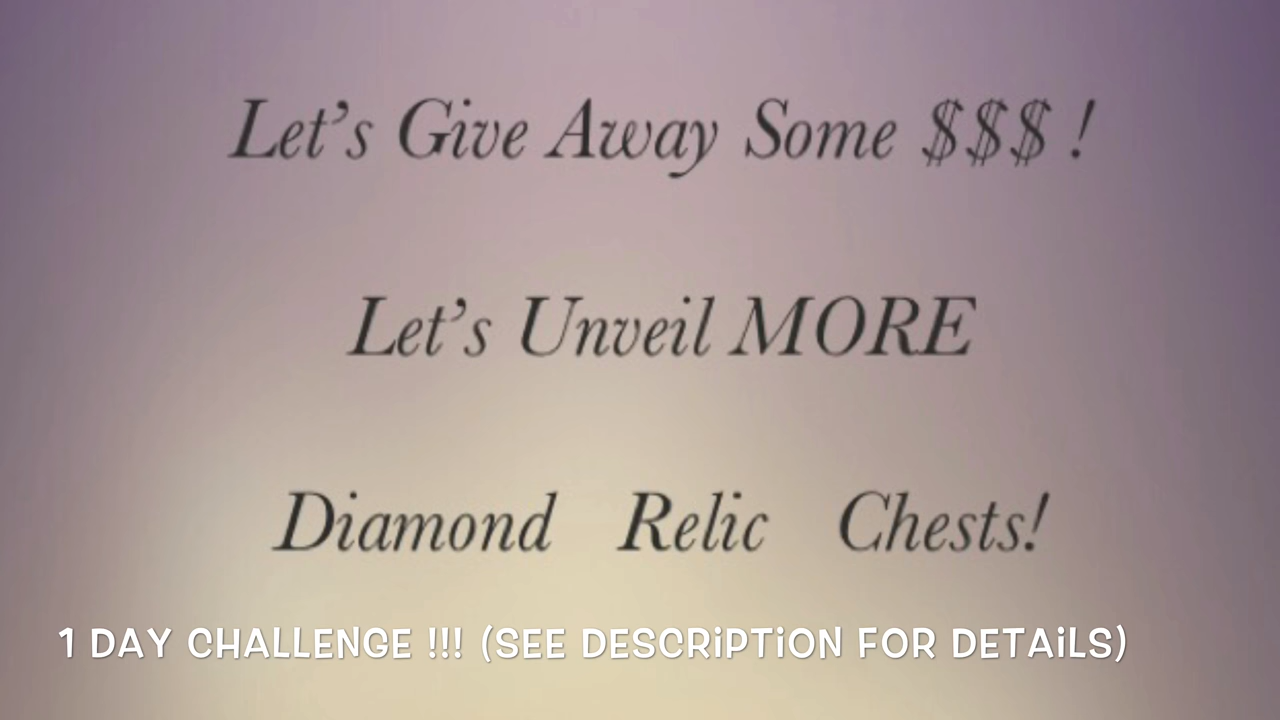 Let's Give Away Some $$$ !
Let's Unveil MORE
Diamond Relic Chests!
1 DAY CHALLENGE !!! (SEE DESCRIPTION FOR DETAILS)